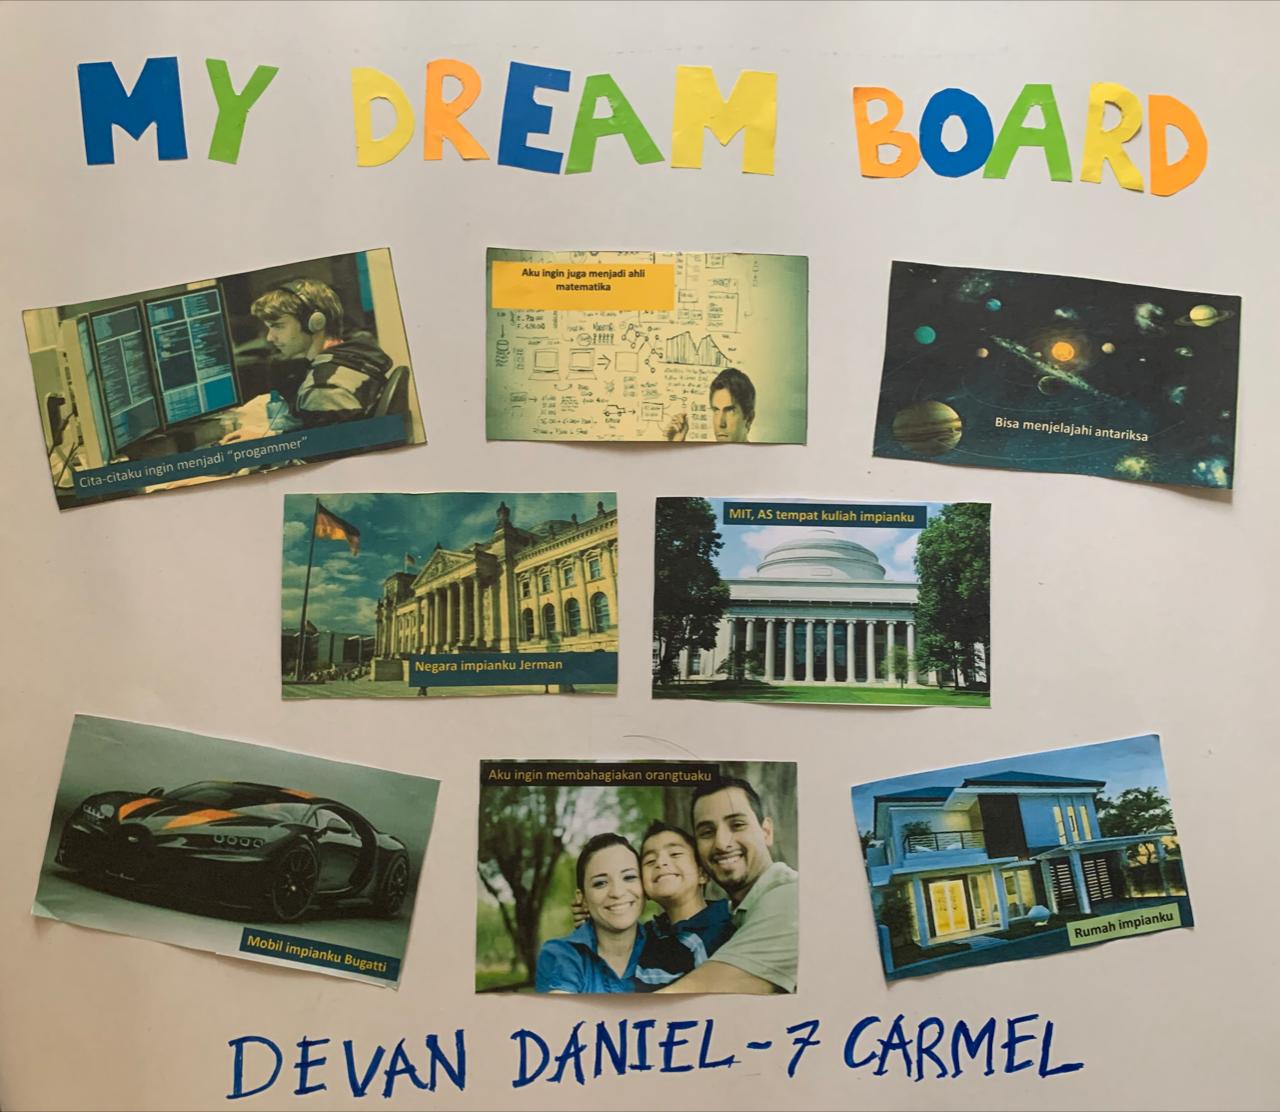 MY DREAM BOARD
Cita-citaku ingin menjadi “progammer”
Aku ingin juga menjadi ahli
matematika
Bisa menjelajahi antariksa
Negara impianku Jerman
MIT, AS tempat kuliah impianku
Mobil impianku Bugatti
Aku ingin membahagiakan orangtuaku
Rumah impianku
DEVAN DANIEL-7 CARMEL